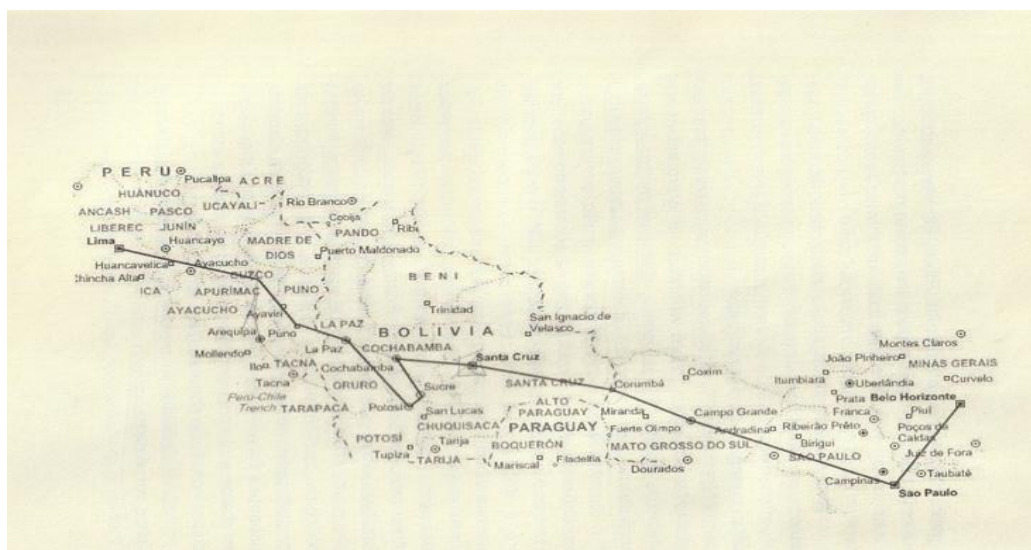 PERU
Pucallpa
ACRE
HUÁNUCO
UCAYALI
Rio Branco
ANCASH
PASCO
Cobija
PANDO
Ribi
LIBEREC
JUNÍN
Lima
Huancayo
MADRE DE
DIOS
Puerto Maldonado
Huancavelica
Ayacucho
CUZCO
BENI
Chincha Alta
ICA
APURÍMAC
PUNO
AYACUCHO
Ayaviri
Trinidad
San Ignacio de
Velasco
Arequipa
Puno
LA PAZ
BOLIVIA
Mollendo
La Paz
COCHABAMBA
Santa Cruz
Montes Claros
João Pinheiro
MINAS GERAIS
Ilo
TACNA
Cochabamba
Tacna
ORURO
Sucre
SANTA CRUZ
Corumbá
Coxim
Itumbiara
Uberlândia
Curvelo
Peru-Chile
Trench
TARAPACÁ
Potosí
San Lucas
ALTO
PARAGUAY
Miranda
Campo Grande
Prata
Belo Horizonte
Franca
Piuí
CHUQUISACA
PARAGUAY
Fuerte Olimpo
Andradina
Ribeirão Prêto
Poços de
Caldas
POTOSÍ
Tarija
BOQUERÓN
MATO GROSSO DO SUL
Birigui
Juiz de Fora
Tupiza
TARIJA
Mariscal
Filadelfia
Dourados
SÃO PAULO
Campinas
Taubatê
Sao Paulo